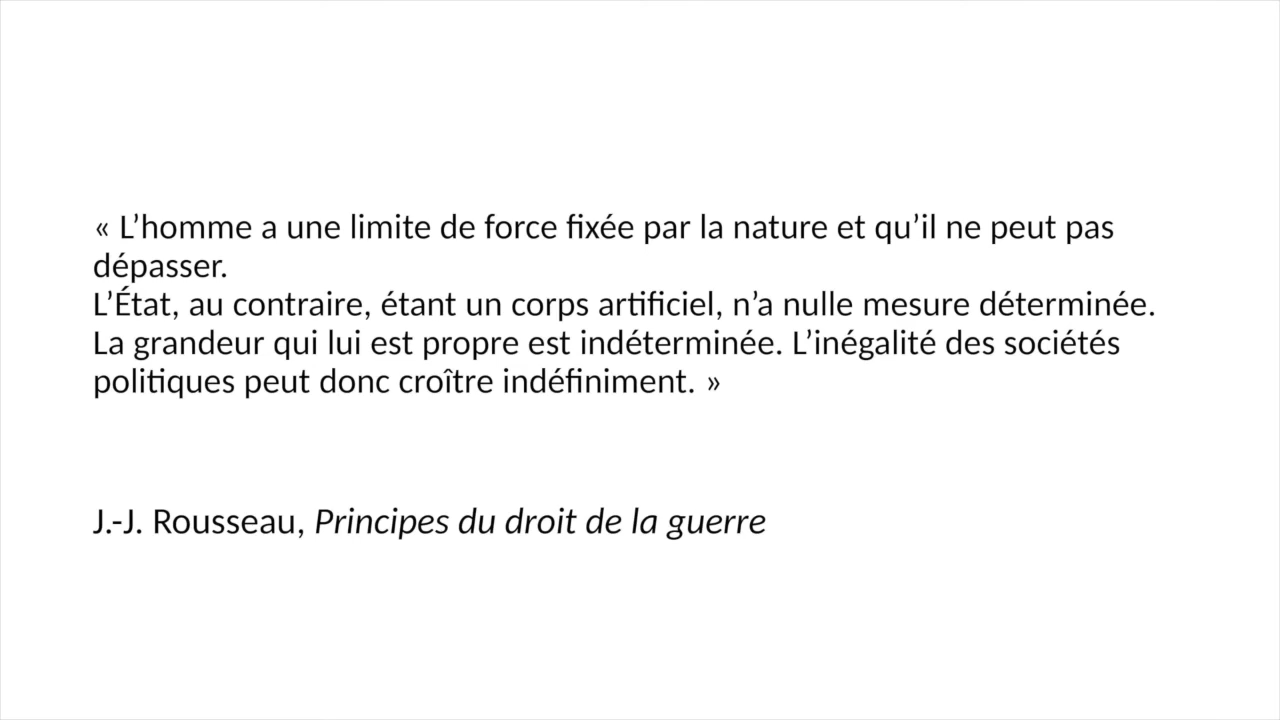 « L’homme a une limite de force fixée par la nature et qu’il ne peut pas
dépasser.
L’État, au contraire, étant un corps artificiel, n’a nulle mesure déterminée.
La grandeur qui lui est propre est indéterminée. L’inégalité des sociétés
politiques peut donc croître indéfiniment. »
J.-J. Rousseau, Principes du droit de la guerre